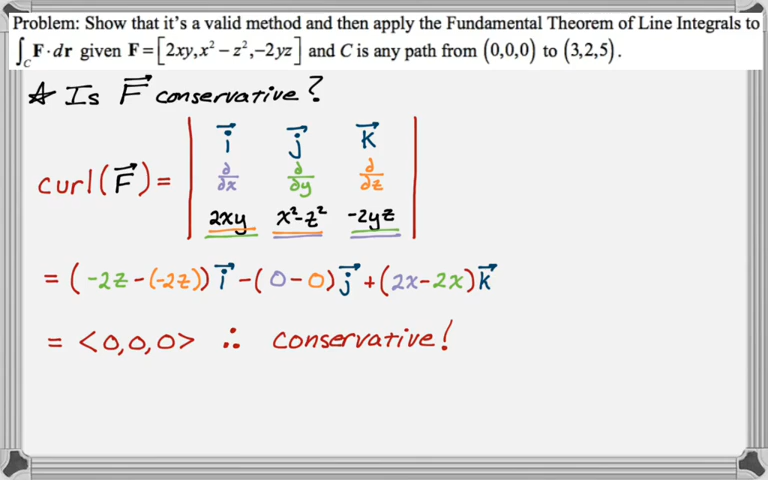 Problem: Show that it's a valid method and then apply the Fundamental Theorem of Line Integrals to
∫_C F · dr given F = [2xy, x² − z², −2yz] and C is any path from (0,0,0) to (3,2,5).
☆ Is F⃗ conservative?
i⃗ j⃗ k⃗
curl(F⃗) = | ∂/∂x ∂/∂y ∂/∂z |
2xy x²-z² -2yz
= (-2z-(-2z)) i⃗ -(0-0) j⃗ + (2x-2x) k⃗
= <0,0,0> ∴ conservative!